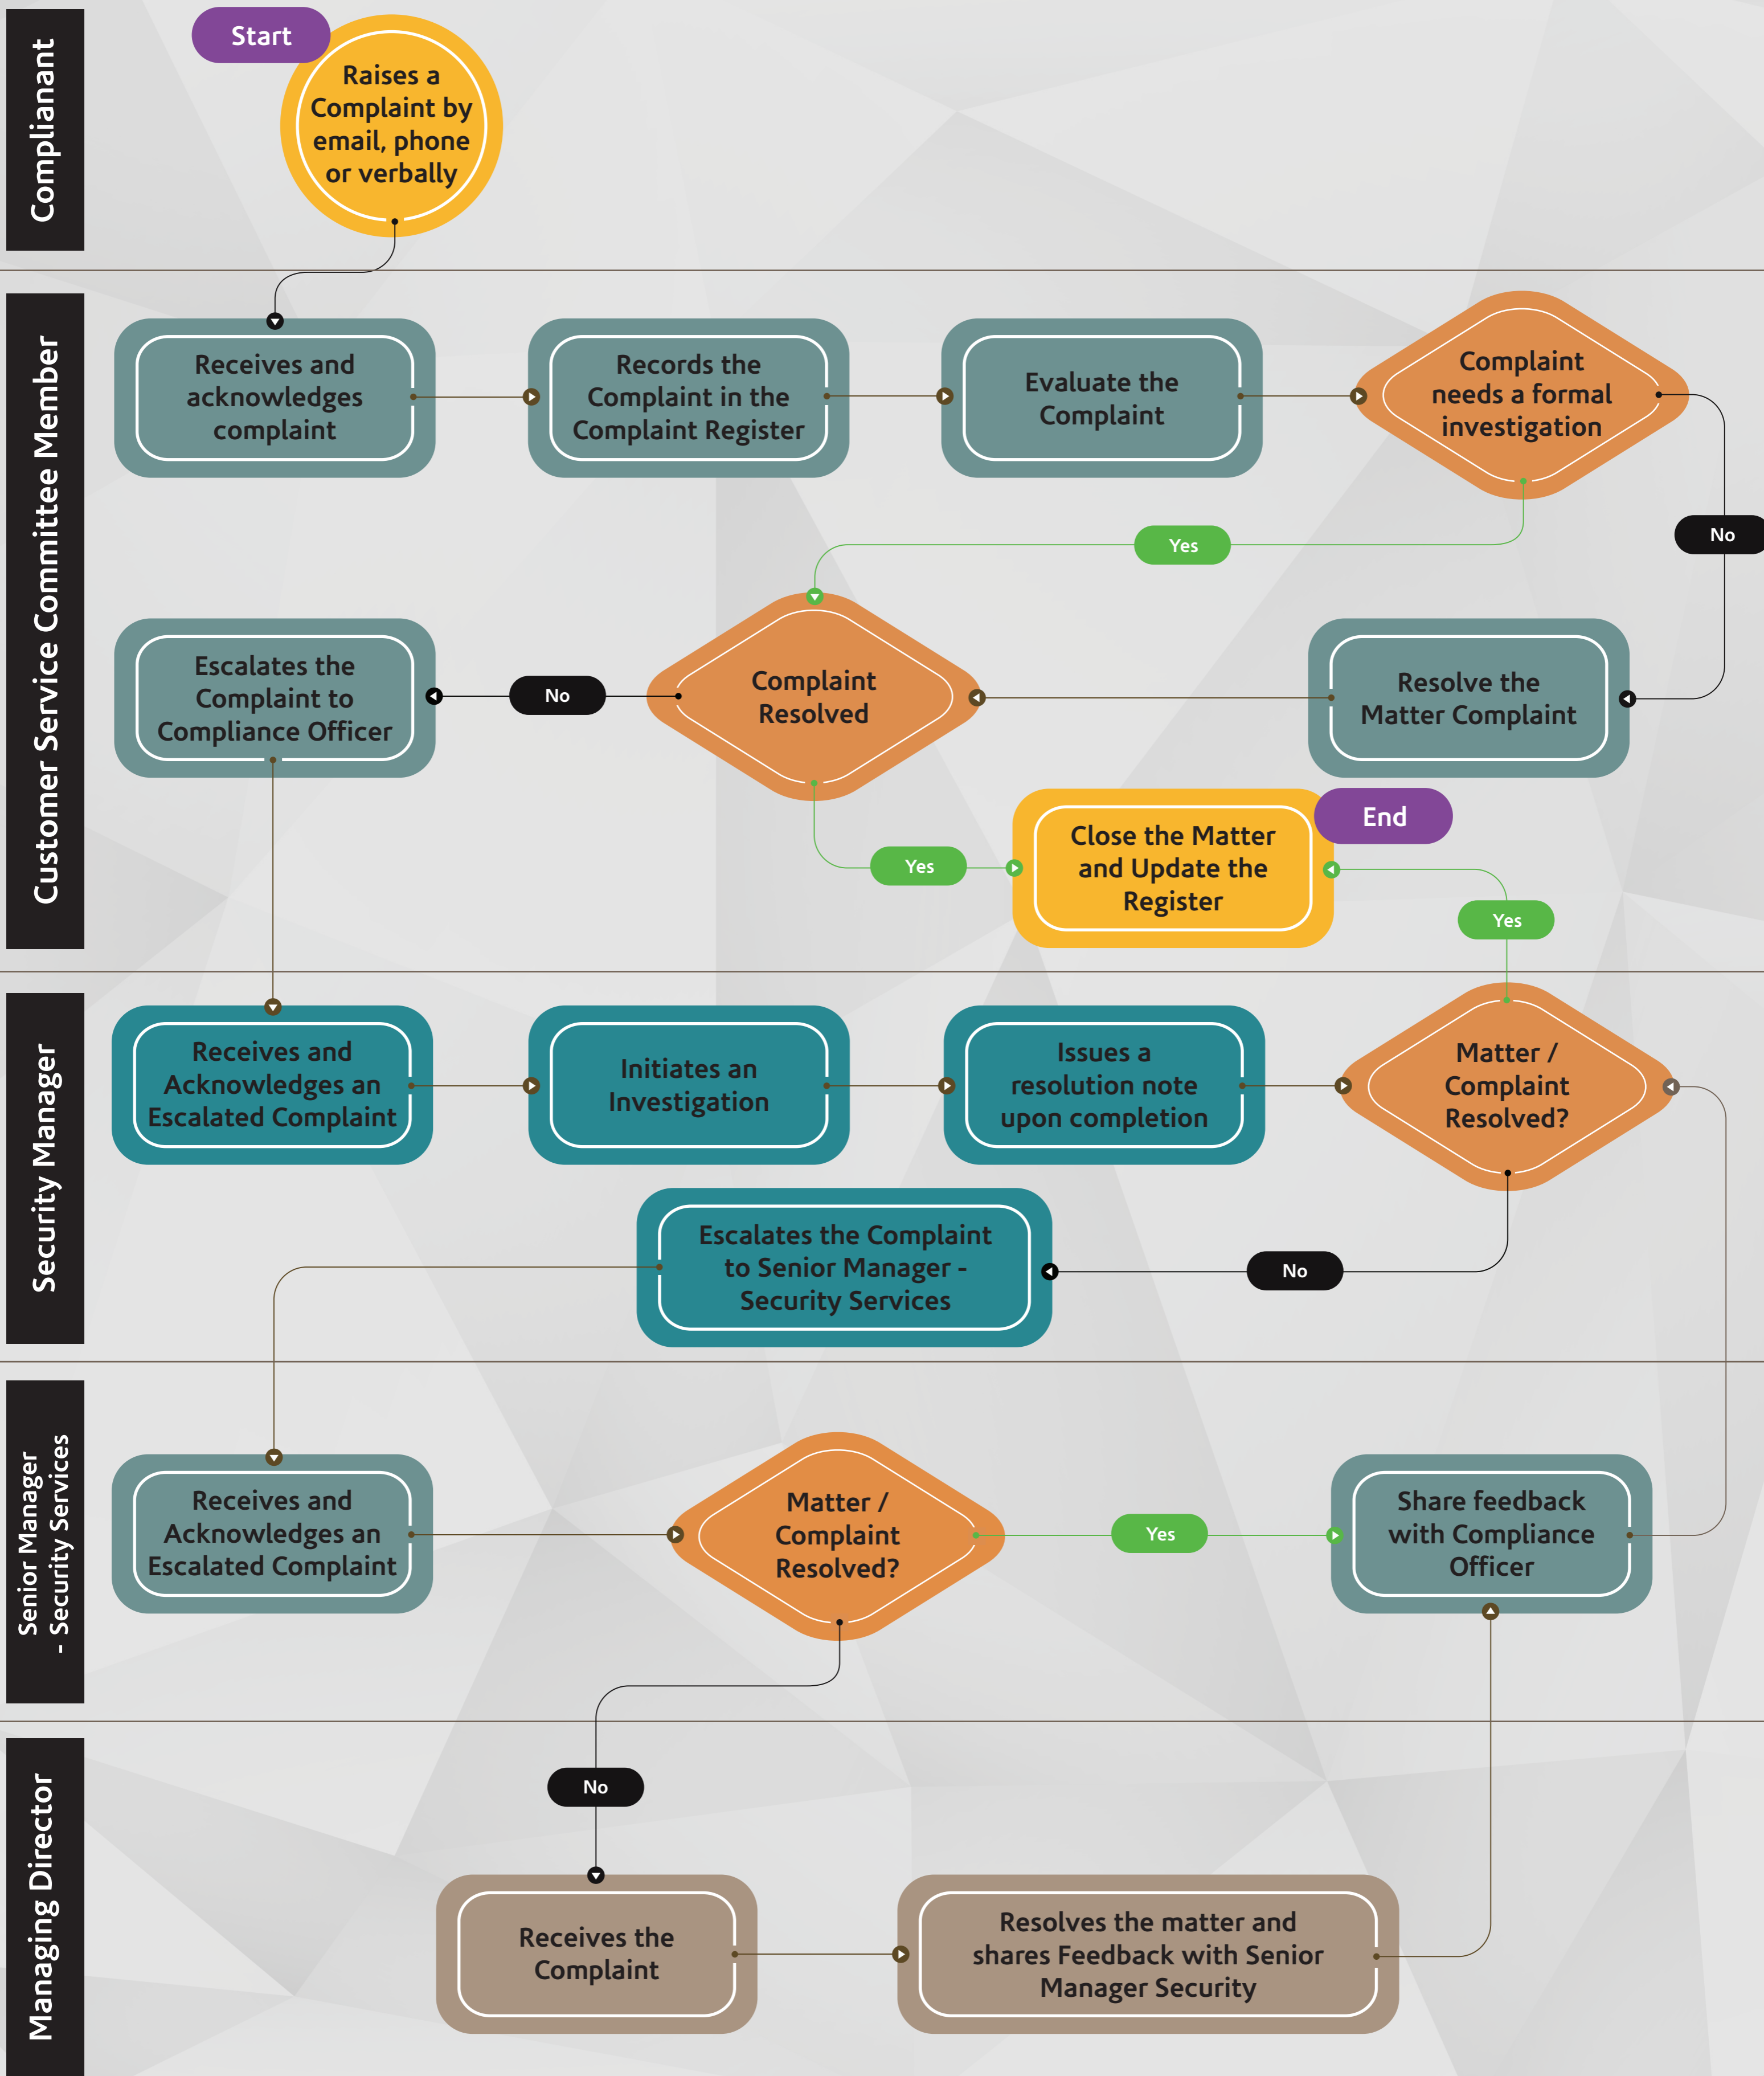 Complianant
Start
Raises a
Complaint by
email, phone
or verbally
Customer Service Committee Member
Receives and
acknowledges
complaint
Records the
Complaint in the
Complaint Register
Evaluate the
Complaint
Complaint
needs a formal
investigation
Yes
No
Escalates the
Complaint to
Compliance Officer
No
Complaint
Resolved
Resolve the
Matter Complaint
Yes
Close the Matter
and Update the
Register
End
Yes
Security Manager
Receives and
Acknowledges an
Escalated Complaint
Initiates an
Investigation
Issues a
resolution note
upon completion
Matter /
Complaint
Resolved?
Escalates the Complaint
to Senior Manager -
Security Services
No
Senior Manager
- Security Services
Receives and
Acknowledges an
Escalated Complaint
Matter /
Complaint
Resolved?
Yes
Share feedback
with Compliance
Officer
Managing Director
No
Receives the
Complaint
Resolves the matter and
shares Feedback with Senior
Manager Security